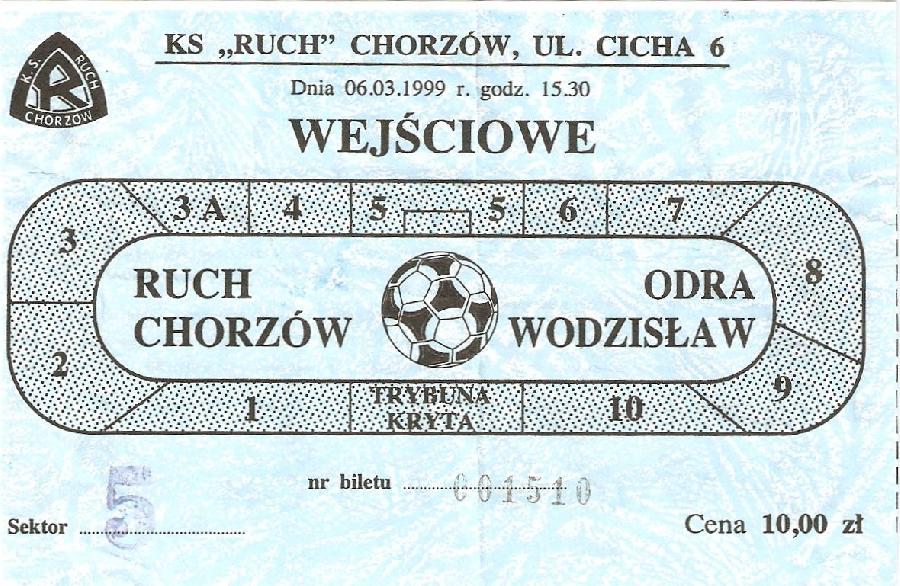 KS „RUCH” CHORZÓW, UL. CICHA 6
K.S. RUCH
CHORZÓW
Dnia 06.03.1999 r. godz. 15.30
WEJŚCIOWE
3 3A 4 5 5 6 7 8
RUCH ODRA
CHORZÓW WODZISŁAW
2 1 TRYBUNA 10 9
KRYTA
nr biletu 001510
Sektor 5
Cena 10,00 zł